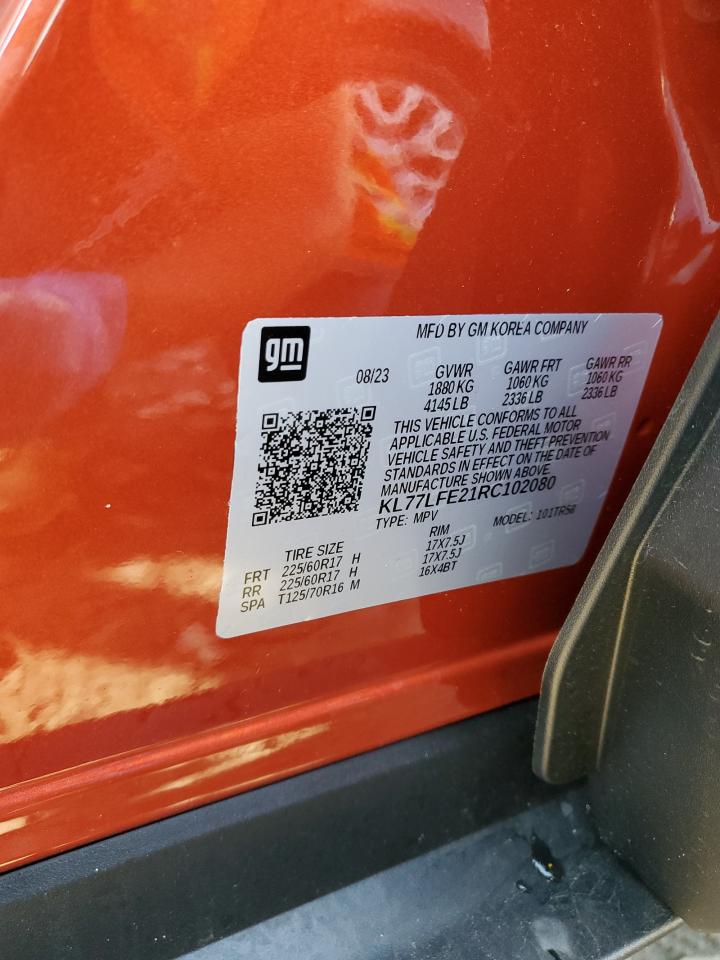 gm
MFD BY GM KOREA COMPANY
08/23
GVWR GAWR FRT GAWR RR
1880 KG 1060 KG 1060 KG
4145 LB 2336 LB 2336 LB
THIS VEHICLE CONFORMS TO ALL
APPLICABLE U.S. FEDERAL MOTOR
VEHICLE SAFETY AND THEFT PREVENTION
STANDARDS IN EFFECT ON THE DATE OF
MANUFACTURE SHOWN ABOVE.
KL77LFE21RC102080
TYPE: MPV MODEL: 101TR58
TIRE SIZE RIM
FRT 225/60R17 H 17X7.5J
RR 225/60R17 H 17X7.5J
SPA T125/70R16 M 16X4BT